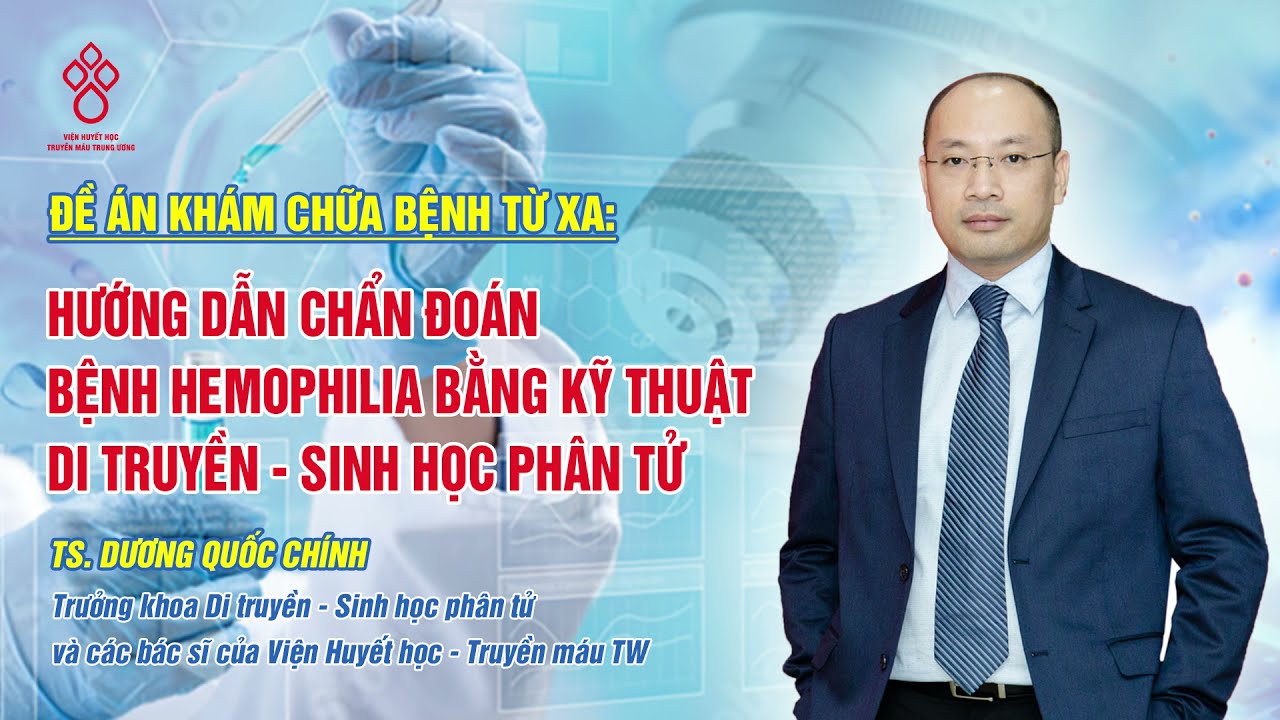 VIỆN HUYẾT HỌC
TRUYỀN MÁU TRUNG ƯƠNG
ĐỀ ÁN KHÁM CHỮA BỆNH TỪ XA:
HƯỚNG DẪN CHẨN ĐOÁN
BỆNH HEMOPHILIA BẰNG KỸ THUẬT
DI TRUYỀN - SINH HỌC PHÂN TỬ
TS. DƯƠNG QUỐC CHÍNH
Trưởng khoa Di truyền - Sinh học phân tử
và các bác sĩ của Viện Huyết học - Truyền máu TW